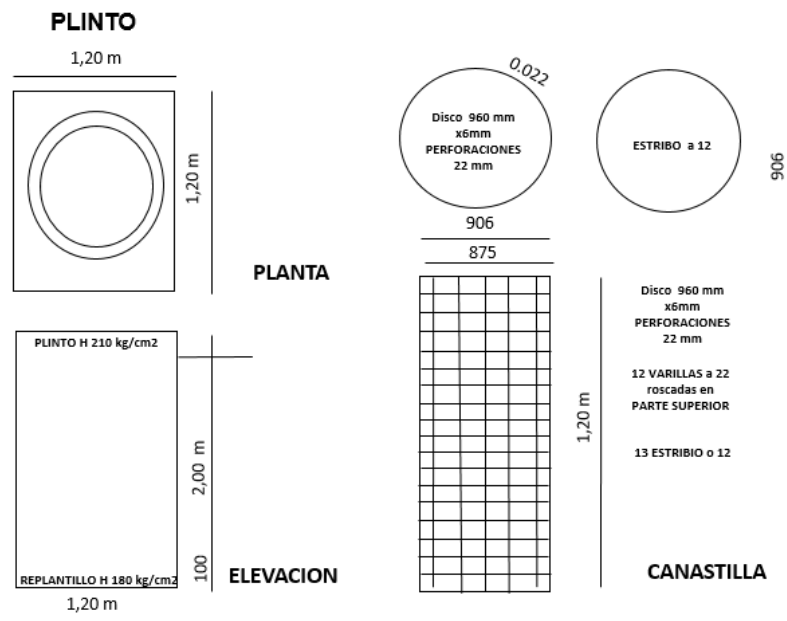 PLINTO
1,20 m
1,20 m
PLANTA
PLINTO H 210 kg/cm2
2,00 m
100
REPLANTILLO H 180 kg/cm2
1,20 m
ELEVACION
0.022
Disco 960 mm
x6mm
PERFORACIONES
22 mm
ESTRIBO a 12
906
906
875
1,20 m
Disco 960 mm
x6mm
PERFORACIONES
22 mm
12 VARILLAS a 22
roscadas en
PARTE SUPERIOR
13 ESTRIBIO o 12
CANASTILLA